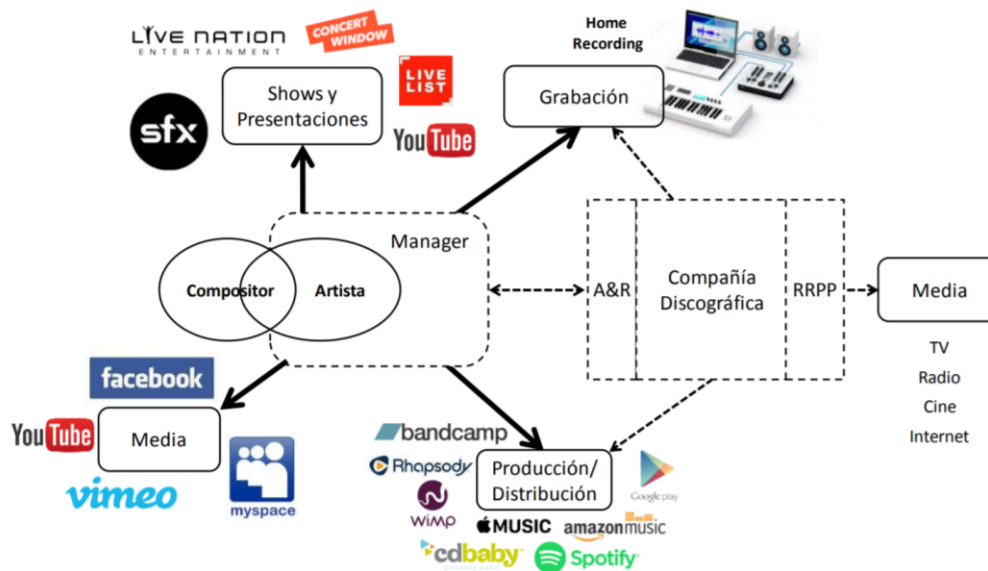 LIVE NATION
ENTERTAINMENT
CONCERT
WINDOW
Home
Recording
Shows y
Presentaciones
LIVE
LIST
Grabación
sfx
YouTube
Manager
Compositor
Artista
A&R
Compañía
Discográfica
RRPP
Media
TV
Radio
Cine
Internet
facebook
YouTube
Media
vimeo
myspace
bandcamp
Rhapsody
WiMP
Producción/
Distribución
Google play
MUSIC
amazonmusic
cdbaby
Spotify